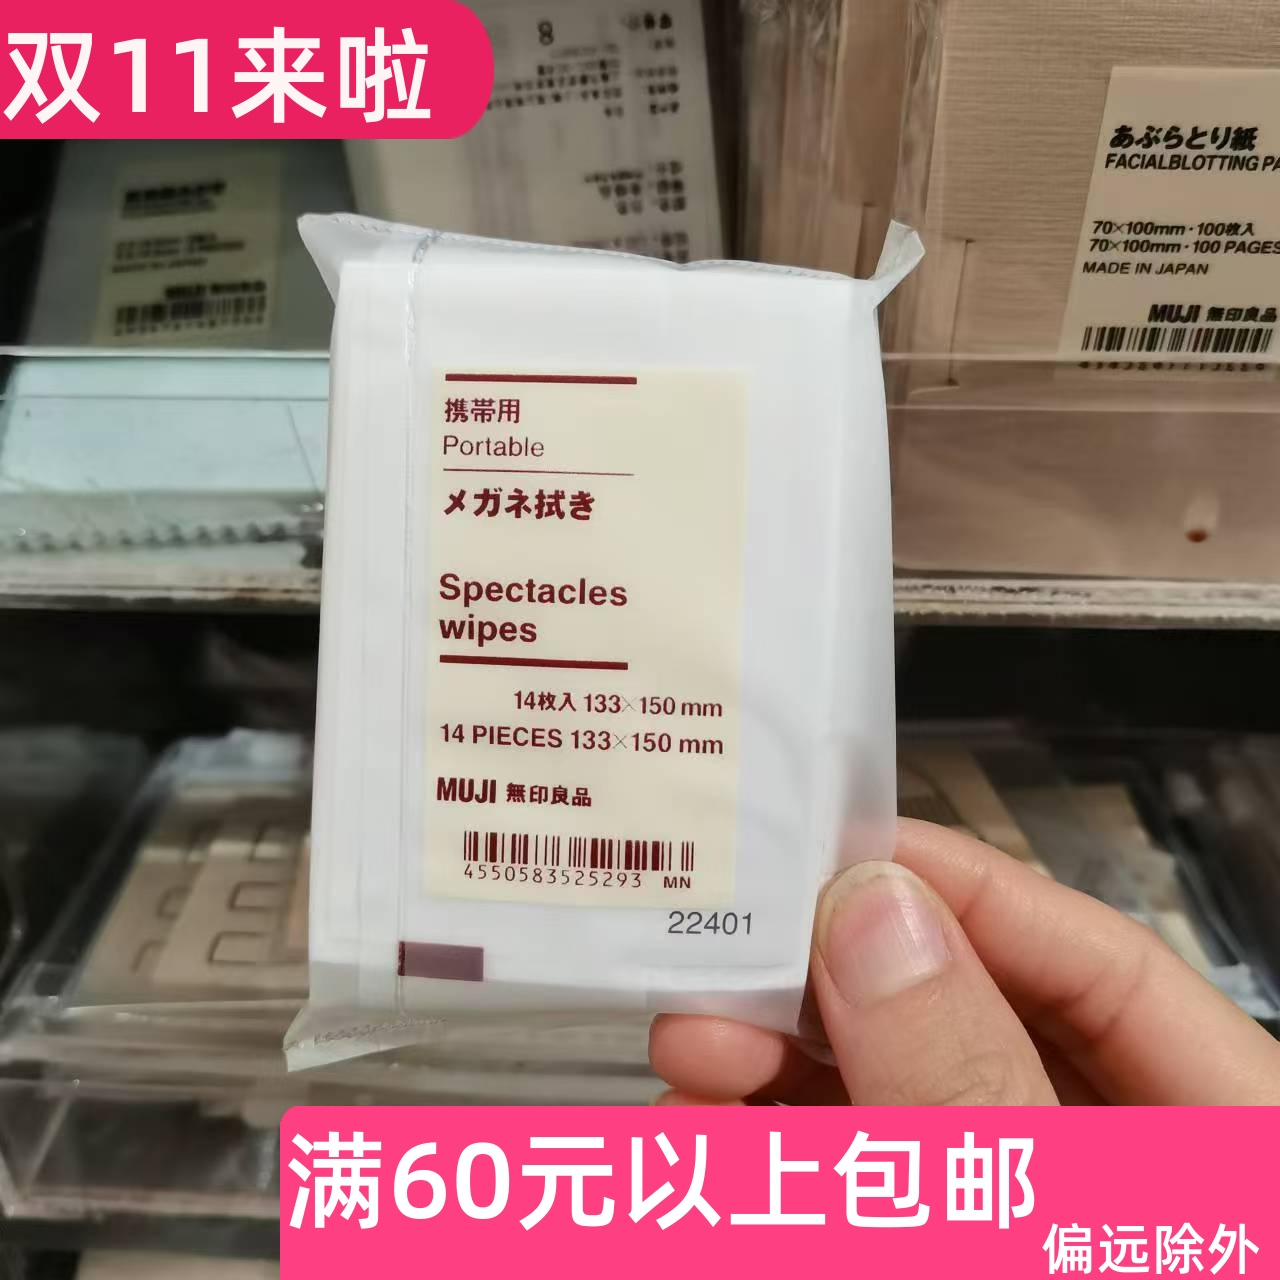 双11来啦
あぶらとり紙
FACIALBLOTTING PA
70×100mm·100枚入
70×100mm·100 PAGES
MADE IN JAPAN
MUJI 無印良品
携帯用
Portable
メガネ拭き
Spectacles
wipes
14枚入 133×150 mm
14 PIECES 133×150 mm
MUJI 無印良品
4550583525293 MN
22401
满60元以上包邮
偏远除外